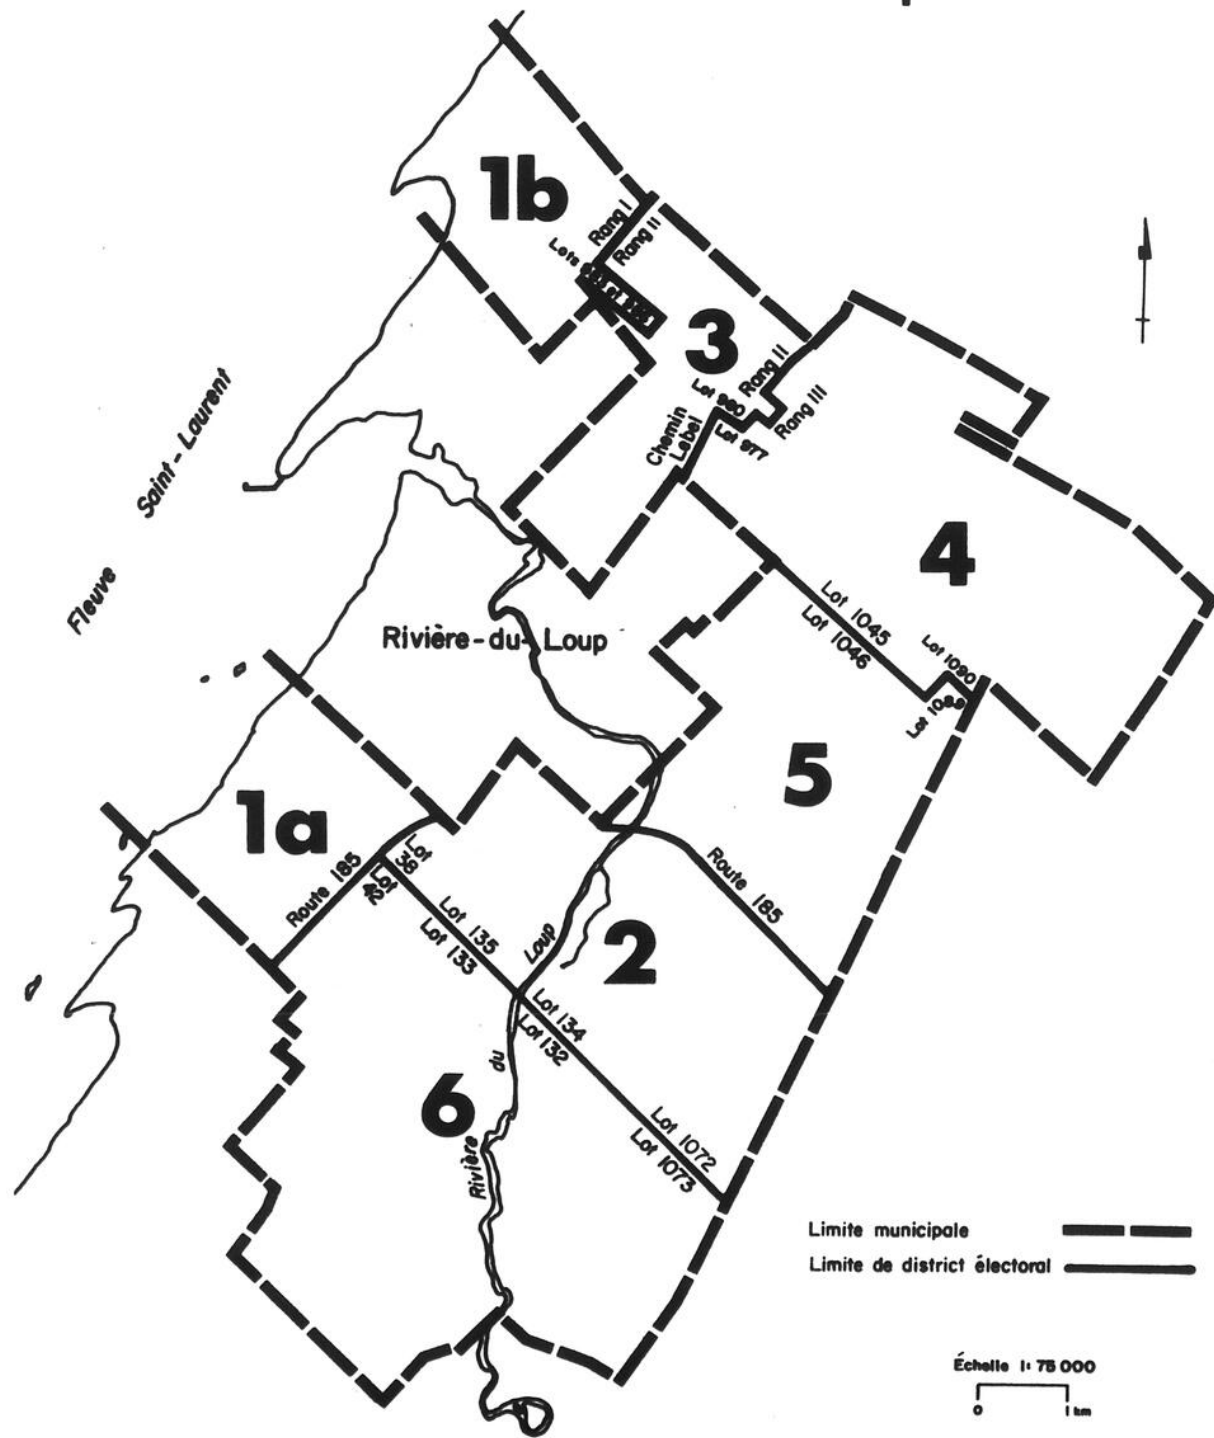 1b
Rang I
Rang II
Lots
et
3
Rang II
Lot 980
Rang III
Chemin
Lebel
Lot 977
Fleuve Saint-Laurent
4
Lot 1045
Lot 1046
Lot 1090
Lot 1089
Rivière-du-Loup
5
1a
Route 185
Lot
38
Lot
42
Lot 135
Lot 133
Route 185
2
Lot 134
Lot 132
Rivière du Loup
6
Lot 1072
Lot 1073
Limite municipale
Limite de district électoral
Échelle 1: 75 000
0 1 km